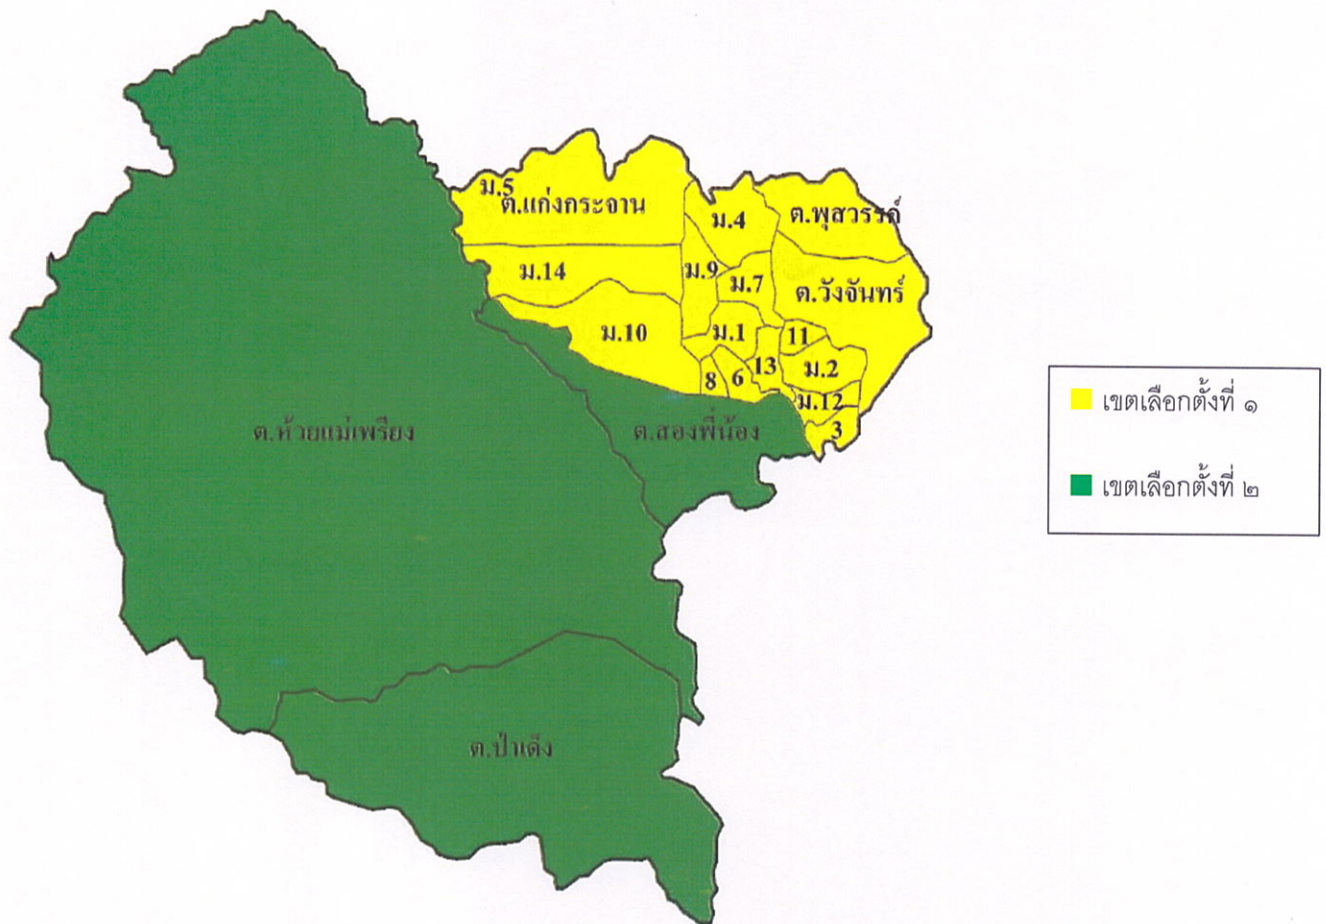 ม.5
ต.แก่งกระจาน
ม.4
ต.พุสวรรค์
ม.14
ม.9
ม.7
ต.วังจันทร์
ม.10
ม.1
11
8
6
13
ม.2
ม.12
3
ต.ห้วยแม่เพรียง
ต.สองพี่น้อง
ต.ป่าเด็ง
เขตเลือกตั้งที่ ๑
เขตเลือกตั้งที่ ๒